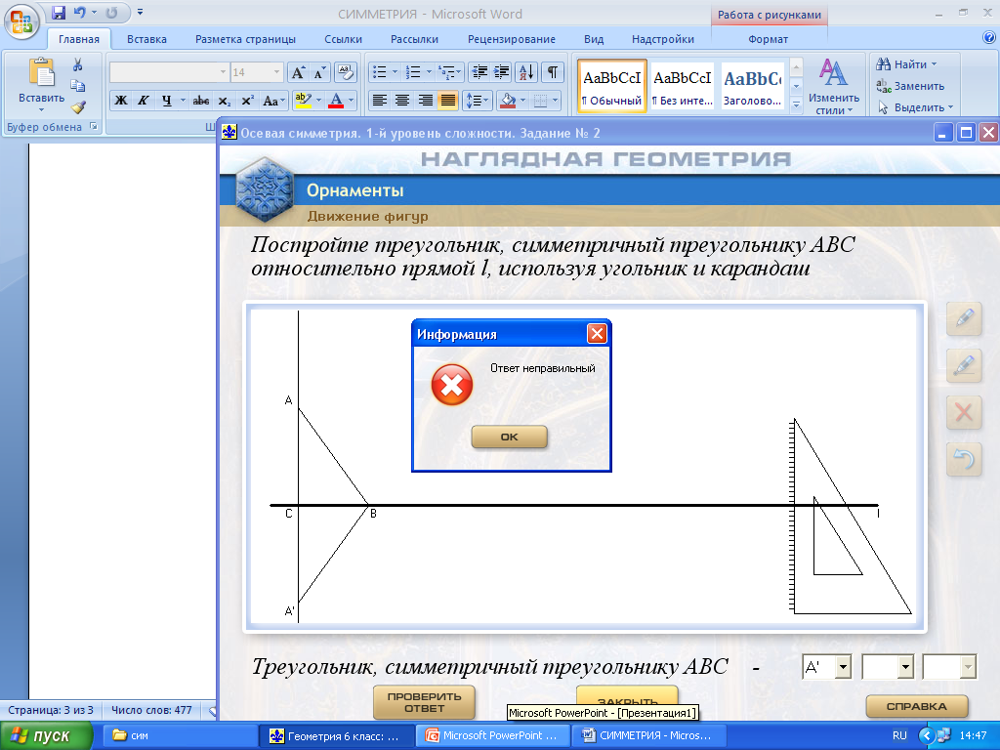 СИММЕТРИЯ - Microsoft Word
Работа с рисунками
Главная Вставка Разметка страницы Ссылки Рассылки Рецензирование Вид Надстройки Формат
14
Вставить
Ж К Ч abe x₂ x² Aa
AaBbCcI AaBbCcI AaBbCc
¶ Обычный ¶ Без инте... Заголово...
Изменить стили
Найти
Заменить
Выделить
Буфер обмена
Осевая симметрия. 1-й уровень сложности. Задание № 2
НАГЛЯДНАЯ ГЕОМЕТРИЯ
Орнаменты
Движение фигур
Постройте треугольник, симметричный треугольнику ABC
относительно прямой l, используя угольник и карандаш
Информация
Ответ неправильный
ОК
A
C
B
l
A'
Треугольник, симметричный треугольнику ABC - A'
ПРОВЕРИТЬ ОТВЕТ
ЗАКРЫТЬ
СПРАВКА
Microsoft PowerPoint - [Презентация1]
Страница: 3 из 3 Число слов: 477
пуск
сим
Геометрия 6 класс: ...
Microsoft PowerPoint ...
СИММЕТРИЯ - Micros...
RU
14:47